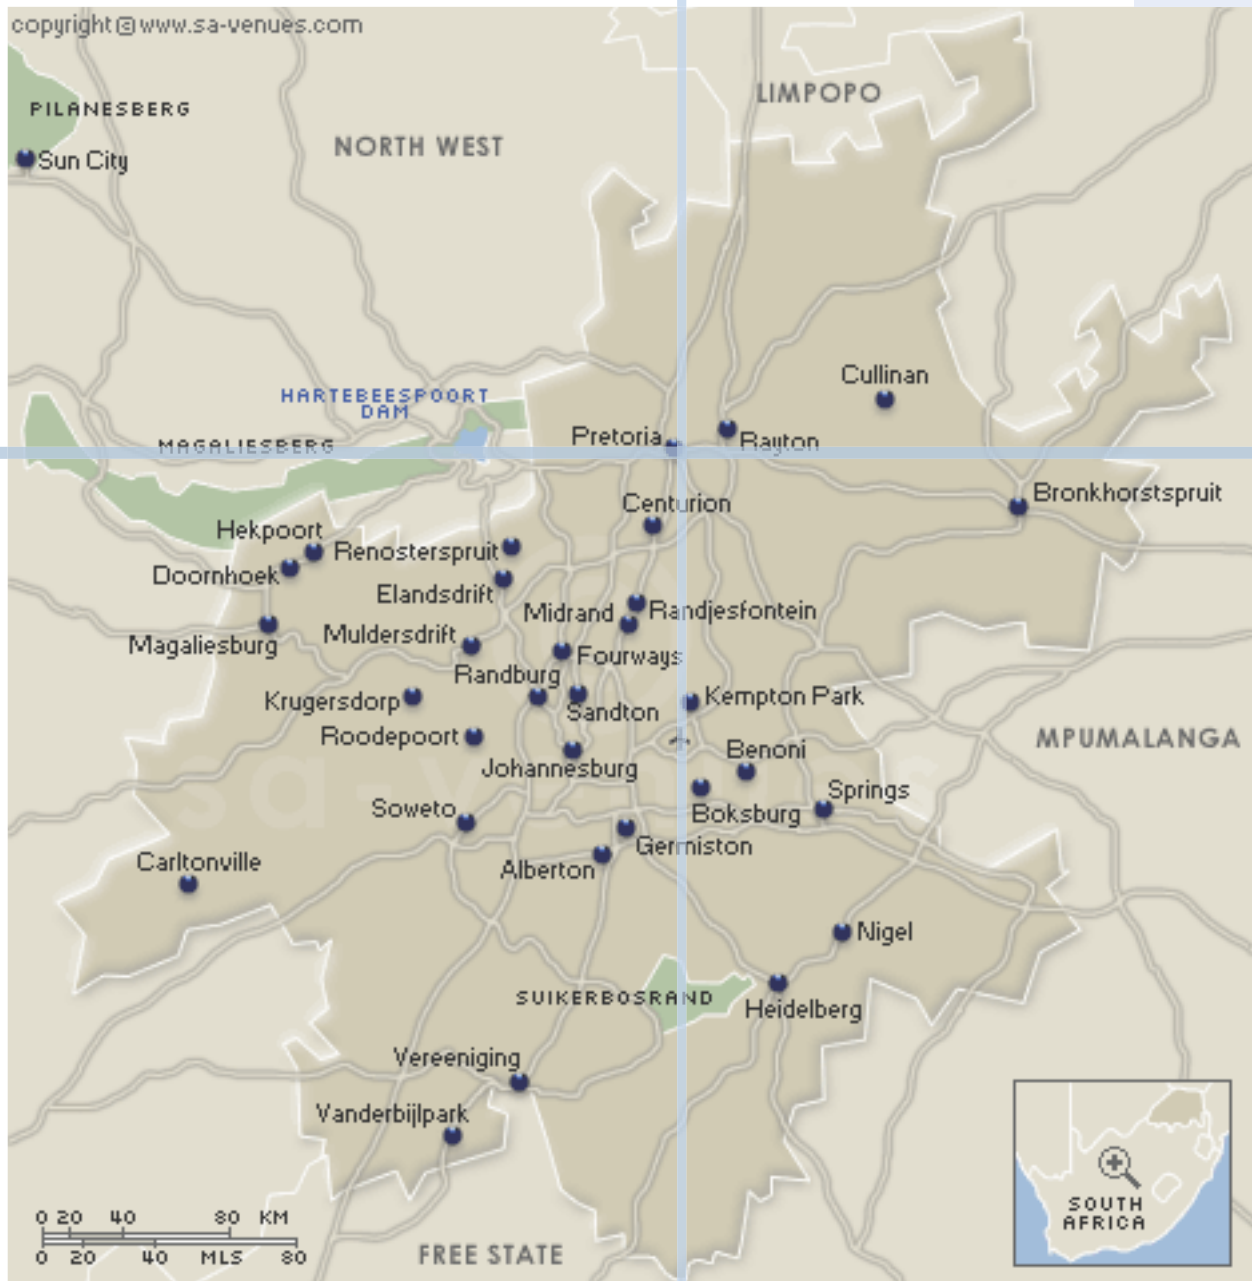 copyright © www.sa-venues.com
LIMPOPO
PILANESBERG
NORTH WEST
Sun City
Cullinan
HARTEBEESPOORT
DAM
Pretoria
Rayton
MAGALIESBERG
Bronkhorstspruit
Centurion
Hekpoort
Renosterspruit
Doornhoek
Elandsdrift
Midrand
Randjesfontein
Muldersdrift
Magaliesburg
Fourways
Randburg
Krugersdorp
Kempton Park
Sandton
Roodepoort
MPUMALANGA
Benoni
Johannesburg
sa-venues
Springs
Soweto
Boksburg
Germiston
Carltonville
Alberton
Nigel
SUIKERBOSRAND
Heidelberg
Vereeniging
Vanderbijlpark
SOUTH
AFRICA
0 20 40 80 KM
0 20 40 MLS 80
FREE STATE